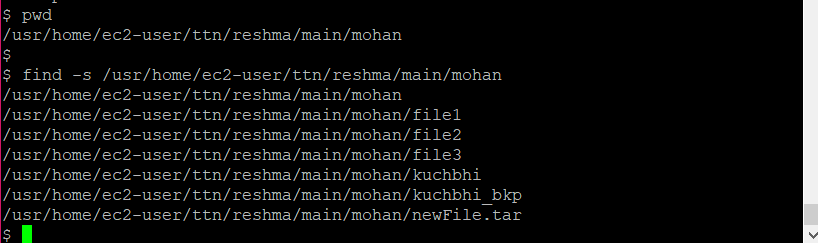 $ pwd
/usr/home/ec2-user/ttn/reshma/main/mohan
$
$ find -s /usr/home/ec2-user/ttn/reshma/main/mohan
/usr/home/ec2-user/ttn/reshma/main/mohan
/usr/home/ec2-user/ttn/reshma/main/mohan/file1
/usr/home/ec2-user/ttn/reshma/main/mohan/file2
/usr/home/ec2-user/ttn/reshma/main/mohan/file3
/usr/home/ec2-user/ttn/reshma/main/mohan/kuchbhi
/usr/home/ec2-user/ttn/reshma/main/mohan/kuchbhi_bkp
/usr/home/ec2-user/ttn/reshma/main/mohan/newFile.tar
$